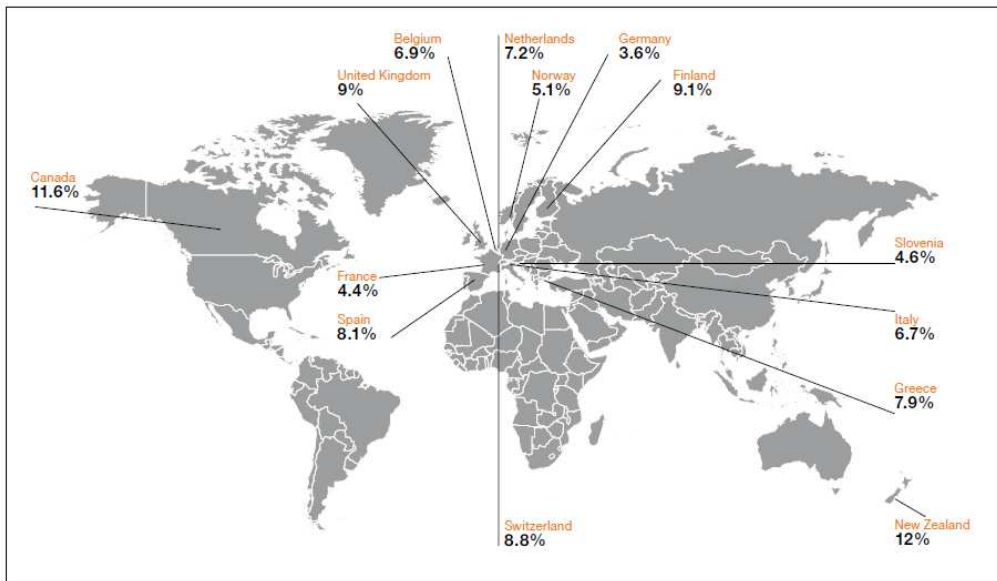 Belgium
6.9%
Netherlands
7.2%
Germany
3.6%
United Kingdom
9%
Norway
5.1%
Finland
9.1%
Canada
11.6%
Slovenia
4.6%
France
4.4%
Spain
8.1%
Italy
6.7%
Greece
7.9%
Switzerland
8.8%
New Zealand
12%